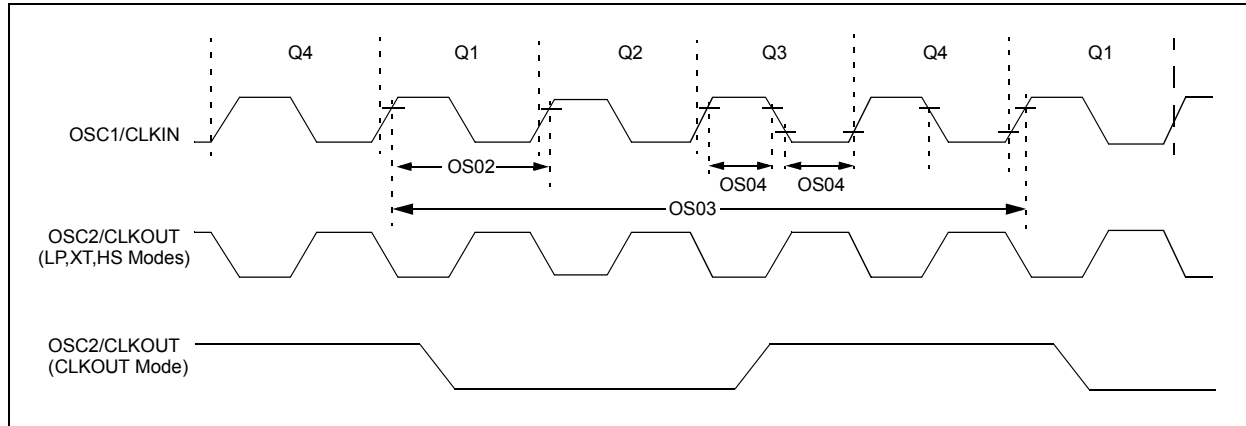 Q4 Q1 Q2 Q3 Q4 Q1
OSC1/CLKIN
OS02
OS04 OS04
OS03
OSC2/CLKOUT
(LP,XT,HS Modes)
OSC2/CLKOUT
(CLKOUT Mode)